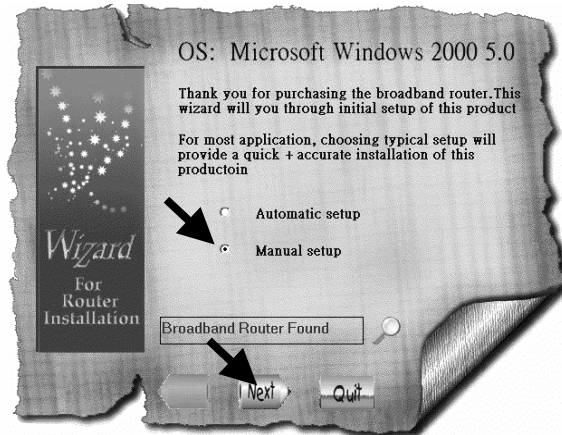 OS: Microsoft Windows 2000 5.0
Thank you for purchasing the broadband router.This
wizard will you through initial setup of this product
For most application, choosing typical setup will
provide a quick + accurate installation of this
productoin
Automatic setup
Manual setup
Wizard
For
Router
Installation
Broadband Router Found
Next
Quit